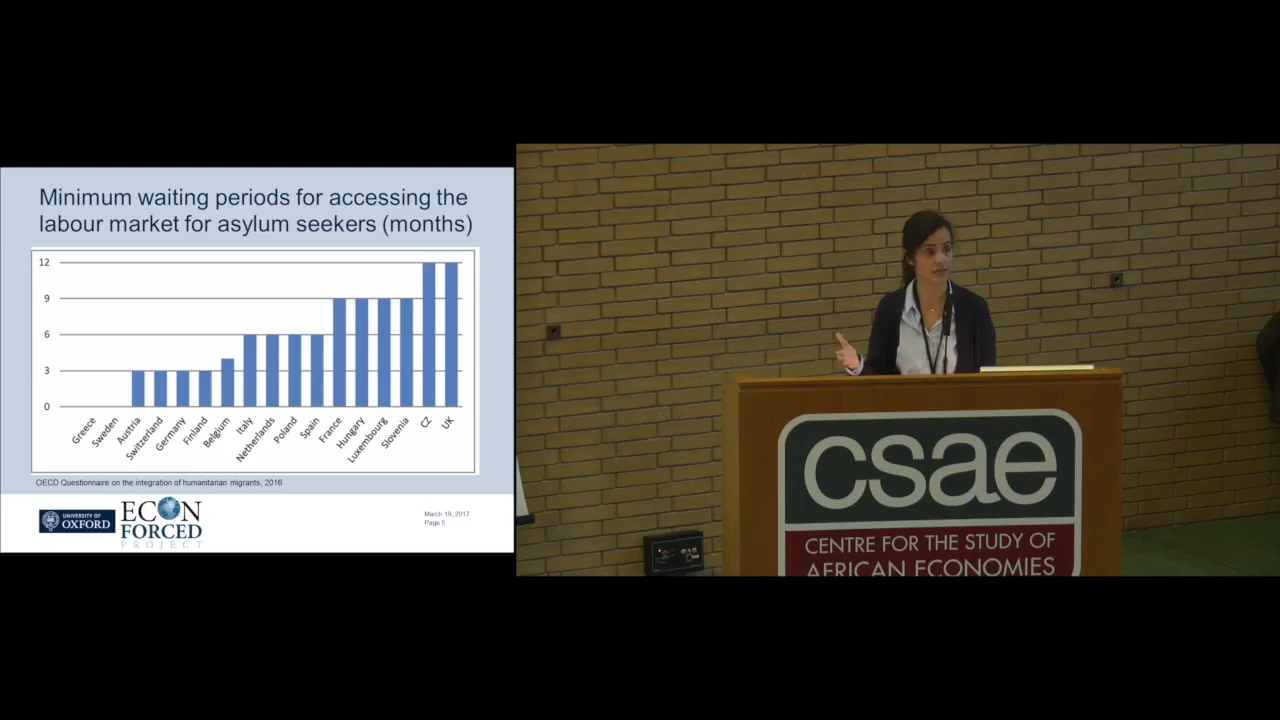 Minimum waiting periods for accessing the
labour market for asylum seekers (months)
12
9
6
3
0
Greece
Sweden
Austria
Switzerland
Germany
Finland
Belgium
Italy
Netherlands
Poland
Spain
France
Hungary
Luxembourg
Slovenia
CZ
UK
OECD Questionnaire on the integration of humanitarian migrants, 2016
UNIVERSITY OF
OXFORD
ECON
FORCED
PROJECT
March 19, 2017
Page 5
csae
CENTRE FOR THE STUDY OF
AFRICAN ECONOMIES